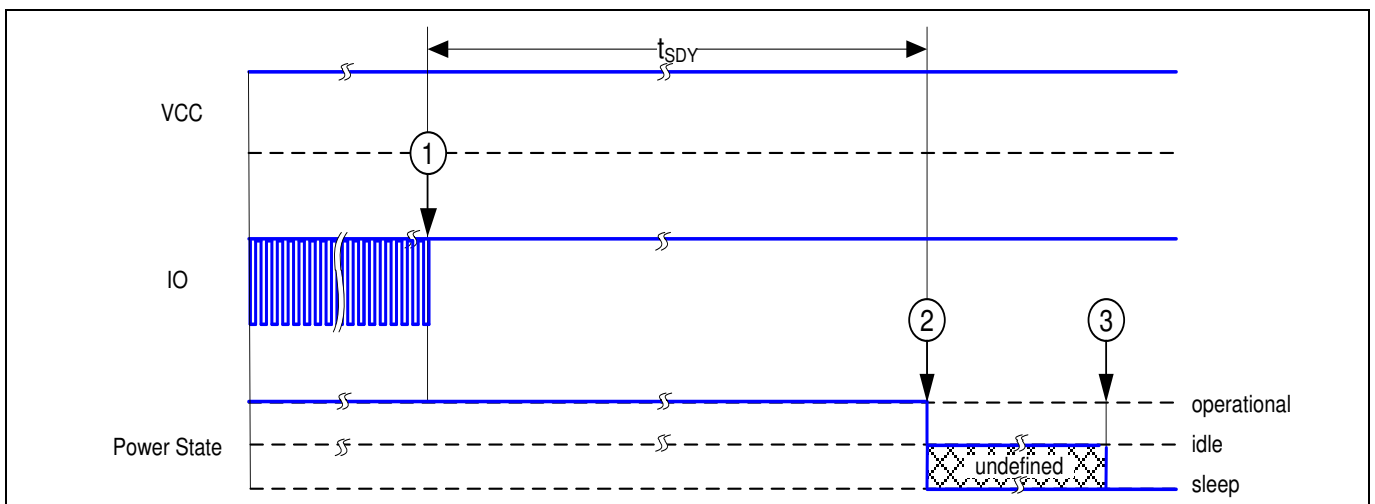 tSDY
VCC
1
IO
2
3
operational
Power State
idle
undefined
sleep